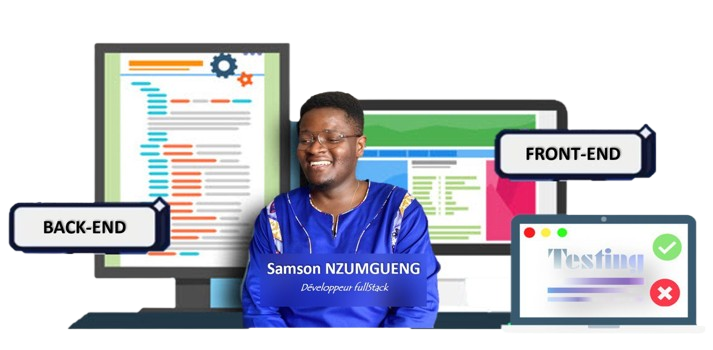 BACK-END
FRONT-END
Samson NZUMGUENG
Développeur fullStack
Testing